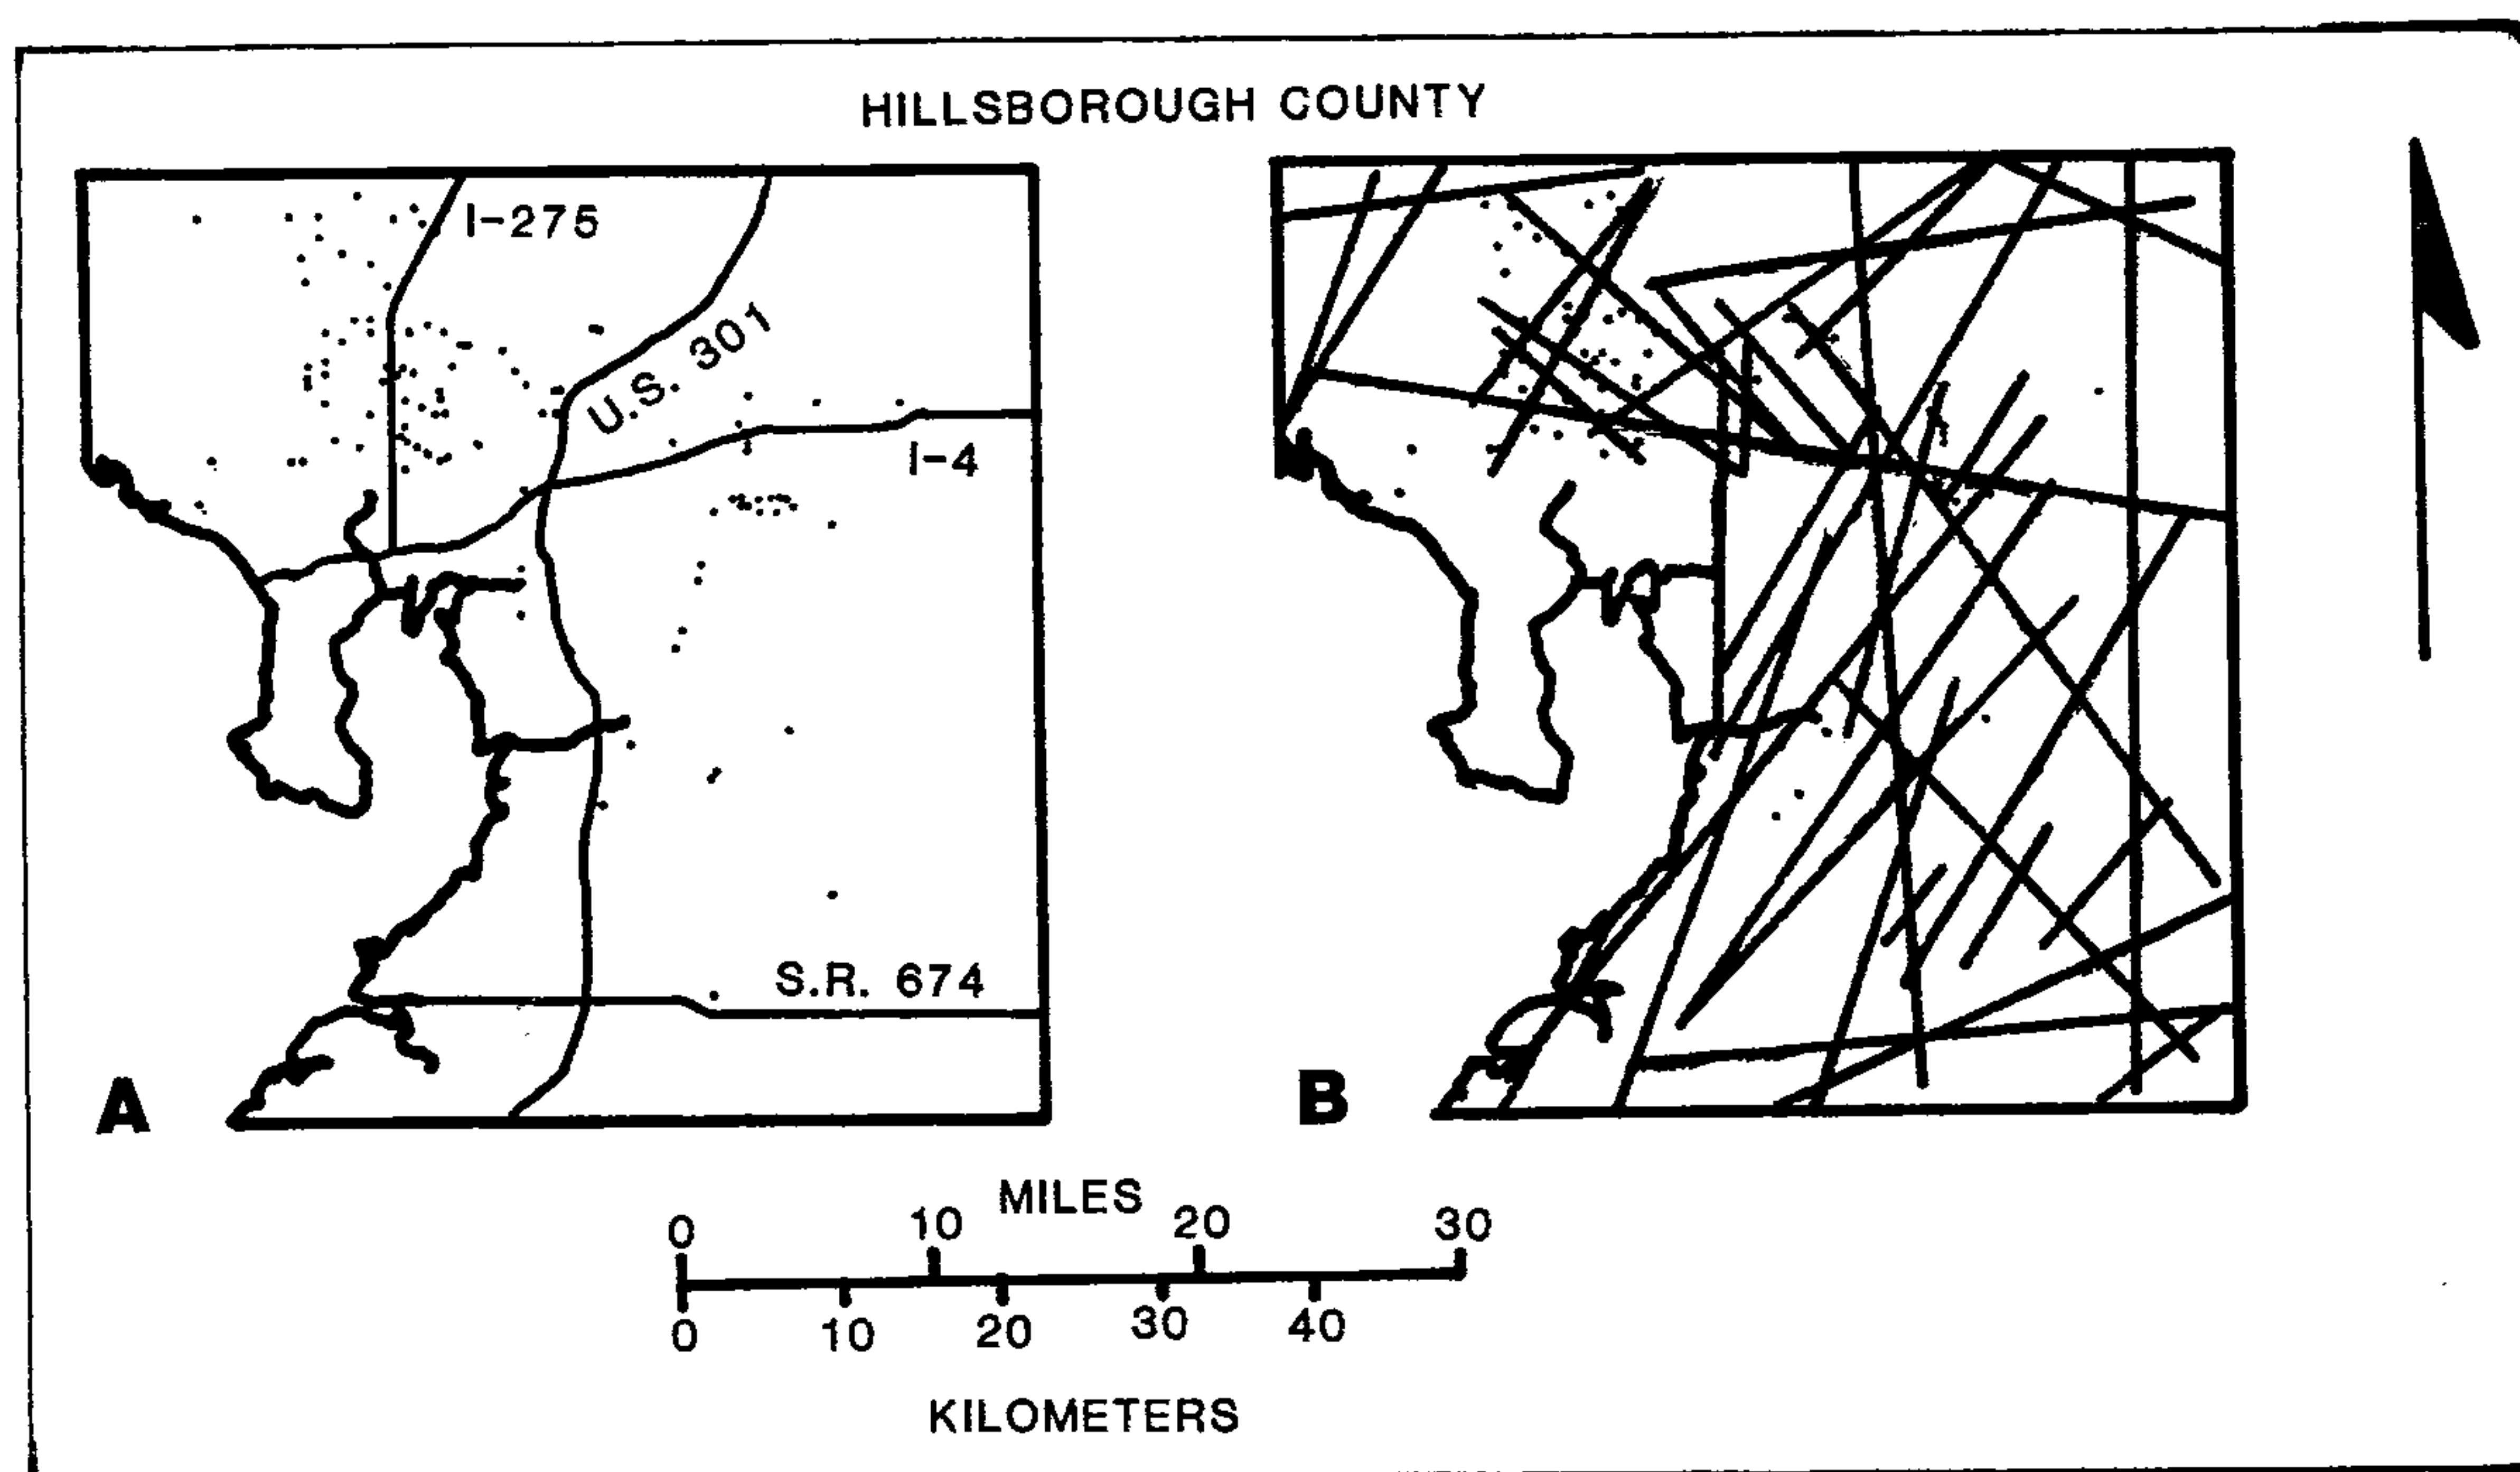 HILLSBOROUGH COUNTY
I-275
U.S. 301
I-4
S.R. 674
A
B
MILES
0 10 20 30
0 10 20 30 40
KILOMETERS